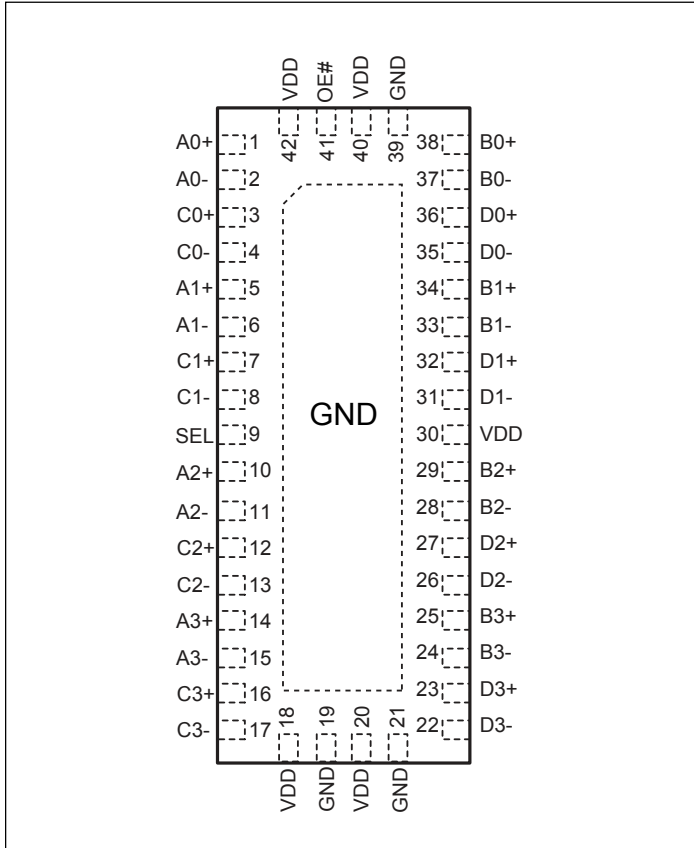 VDD OE# VDD GND
42 41 40 39
A0+ 1 38 B0+
A0- 2 37 B0-
C0+ 3 36 D0+
C0- 4 35 D0-
A1+ 5 34 B1+
A1- 6 33 B1-
C1+ 7 32 D1+
C1- 8 31 D1-
GND
SEL 9 30 VDD
A2+ 10 29 B2+
A2- 11 28 B2-
C2+ 12 27 D2+
C2- 13 26 D2-
A3+ 14 25 B3+
A3- 15 24 B3-
C3+ 16 23 D3+
C3- 17 22 D3-
18 19 20 21
VDD GND VDD GND